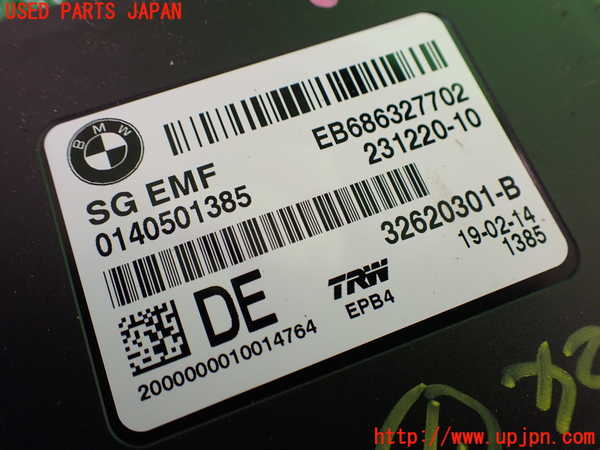 USED PARTS JAPAN
BMW
EB686327702
231220-10
SG EMF
0140501385
32620301-B
19-02-14
1385
DE
TRW
EPB4
2000000010014764
http://www.upjpn.com/